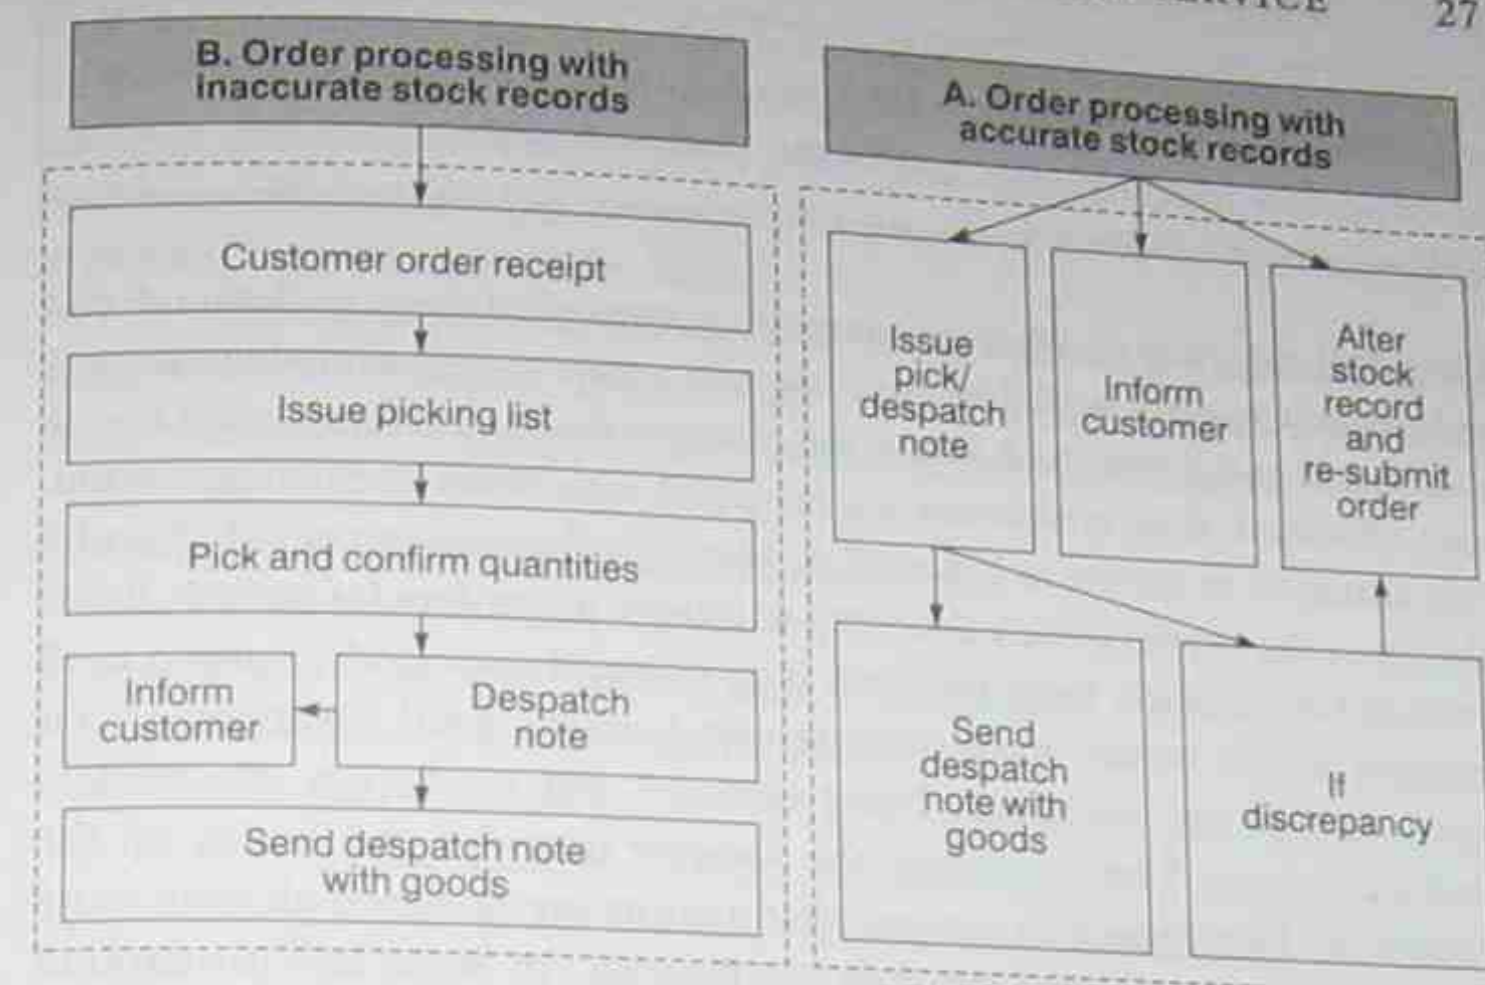 27
B. Order processing with
inaccurate stock records
Customer order receipt
Issue picking list
Pick and confirm quantities
Inform
customer
Despatch
note
Send despatch note
with goods
A. Order processing with
accurate stock records
Issue
pick/
despatch
note
Inform
customer
Alter
stock
record
and
re-submit
order
Send
despatch
note with
goods
If
discrepancy